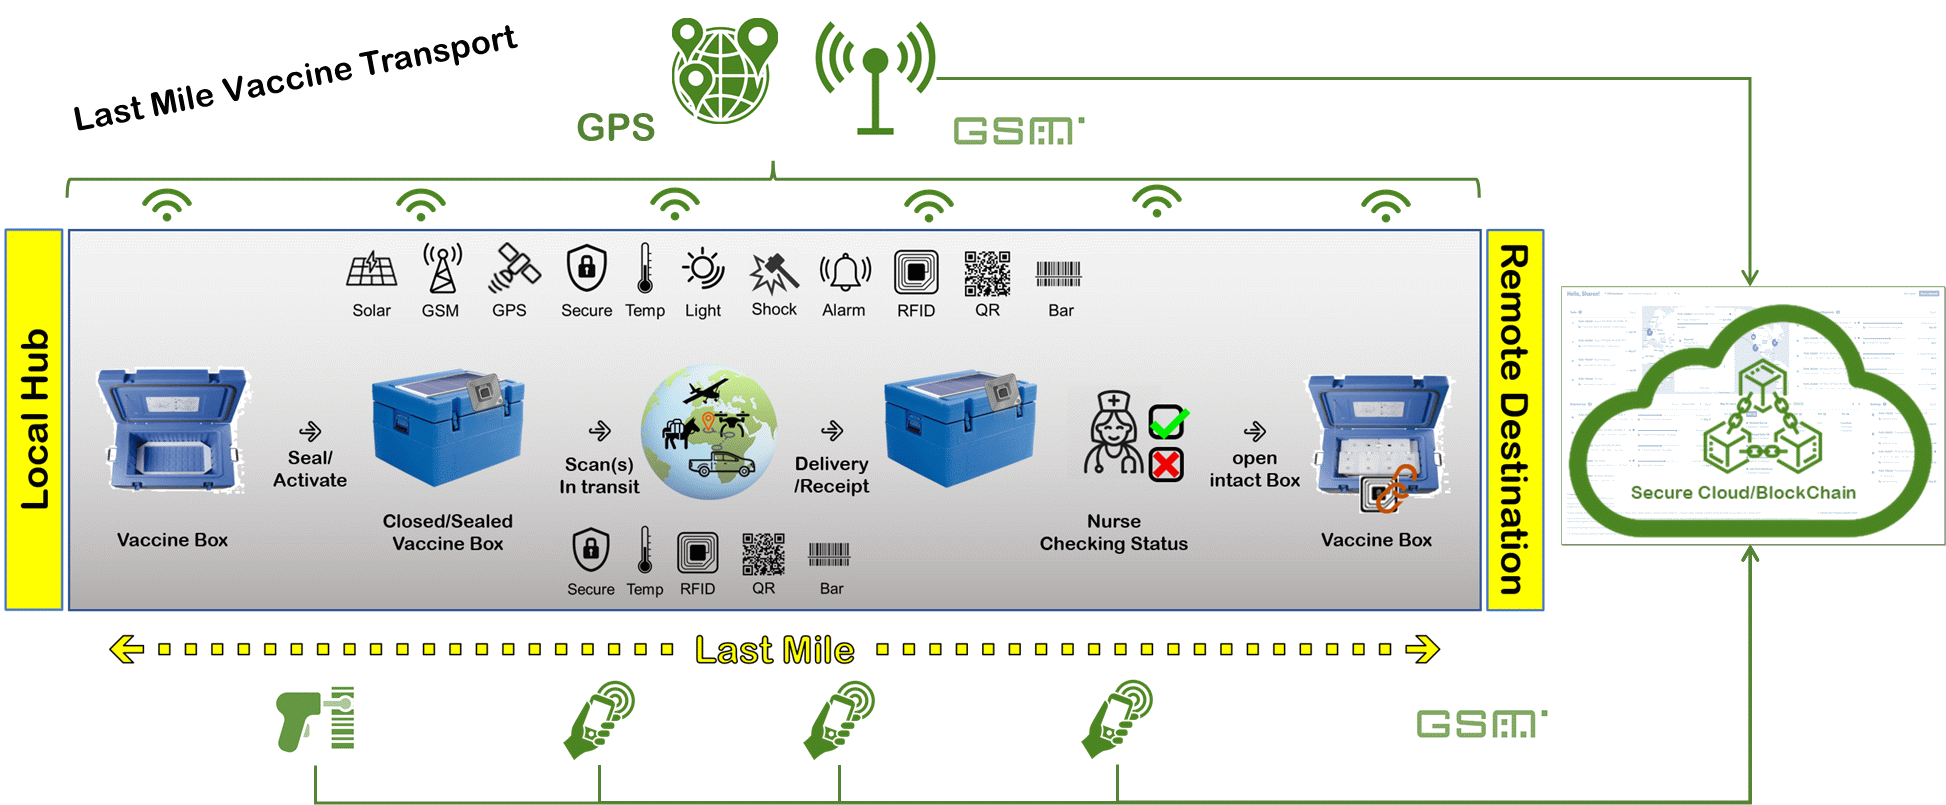 Last Mile Vaccine Transport
GPS
GSM
Local Hub
Solar
GSM
GPS
Secure
Temp
Light
Shock
Alarm
RFID
QR
Bar
Vaccine Box
Seal/
Activate
Closed/Sealed
Vaccine Box
Scan(s)
In transit
Delivery
/Receipt
Nurse
Checking Status
open
intact Box
Vaccine Box
Secure
Temp
RFID
QR
Bar
Remote Destination
Hello, Sharon!
Secure Cloud/BlockChain
Last Mile
GSM